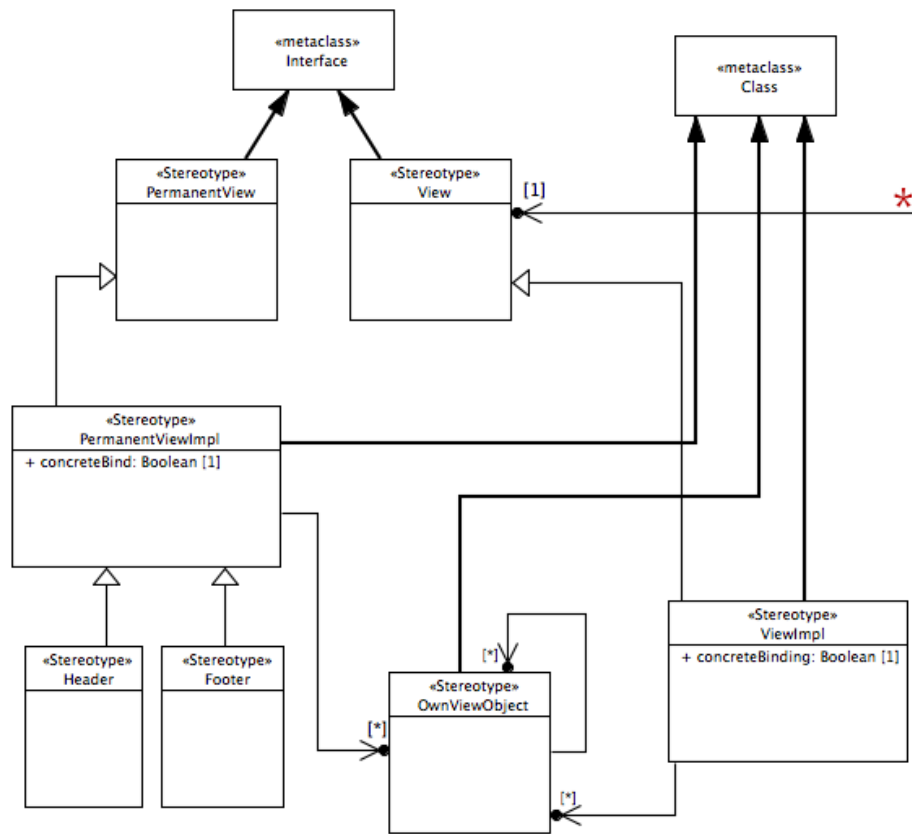 «metaclass»
Interface
«metaclass»
Class
«Stereotype»
PermanentView
«Stereotype»
View
[1]
*
«Stereotype»
PermanentViewImpl
+ concreteBind: Boolean [1]
«Stereotype»
ViewImpl
+ concreteBinding: Boolean [1]
«Stereotype»
Header
«Stereotype»
Footer
[*]
«Stereotype»
OwnViewObject
[*]
[*]